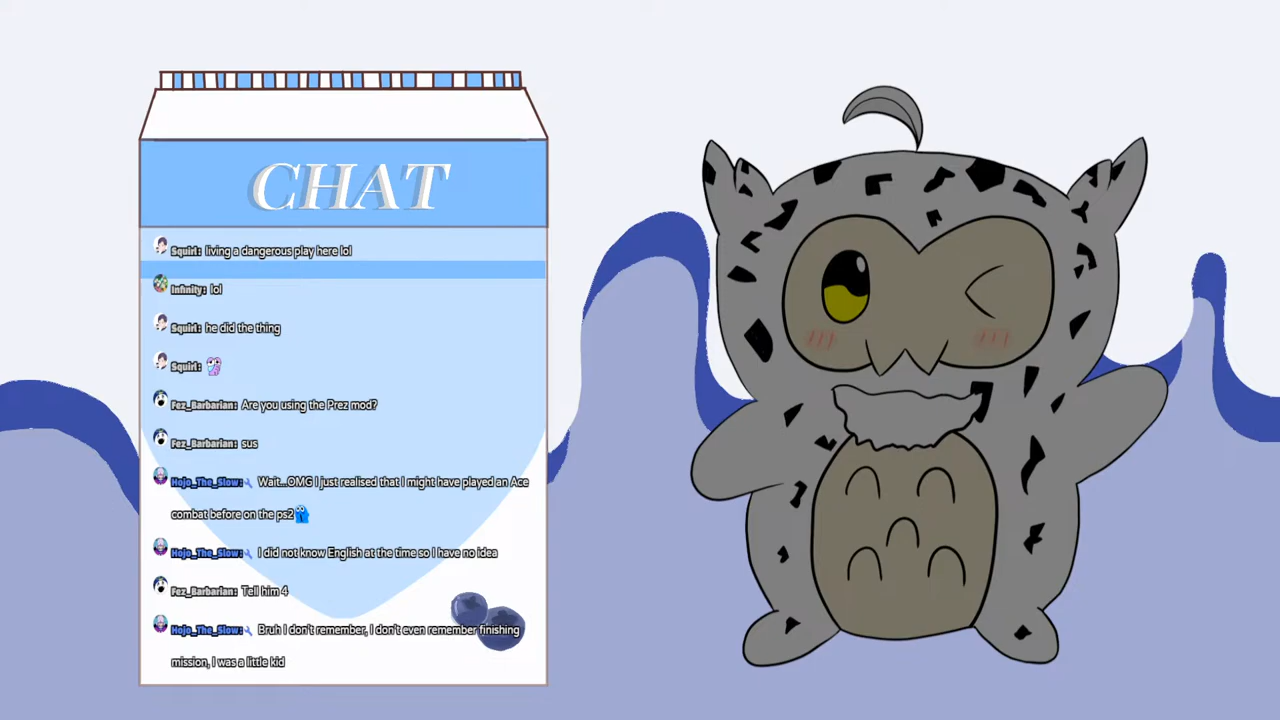 CHAT
Squirl: living a dangerous play here lol
Infinity: lol
Squirl: he did the thing
Squirl:
Fez_Barbarian: Are you using the Prez mod?
Fez_Barbarian: sus
Hojo_The_Slow: Wait...OMG I just realised that I might have played an Ace
combat before on the ps2
Hojo_The_Slow: I did not know English at the time so I have no idea
Fez_Barbarian: Tell him 4
Hojo_The_Slow: Bruh I don't remember, I don't even remember finishing
mission, I was a little kid